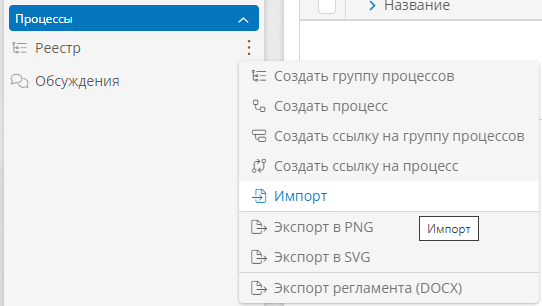 Процессы
Название
Реестр
Обсуждения
Создать группу процессов
Создать процесс
Создать ссылку на группу процессов
Создать ссылку на процесс
Импорт
Экспорт в PNG
Импорт
Экспорт в SVG
Экспорт регламента (DOCX)